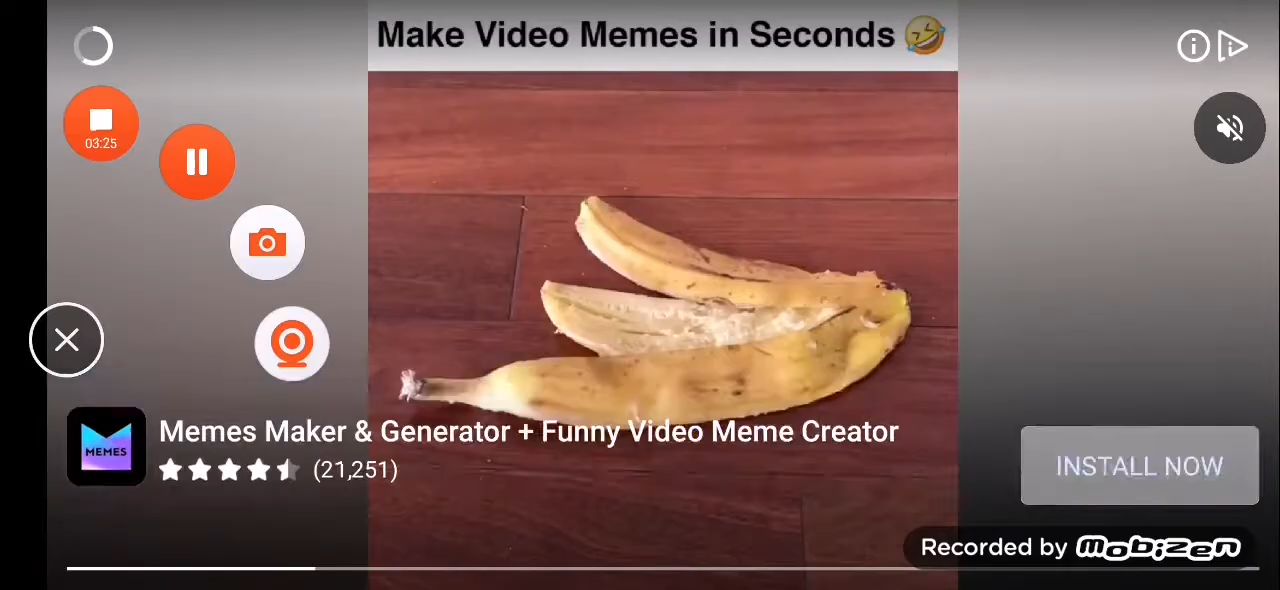 Make Video Memes in Seconds 🤣
03:25
MEMES
Memes Maker & Generator + Funny Video Meme Creator
(21,251)
INSTALL NOW
Recorded by mobizen